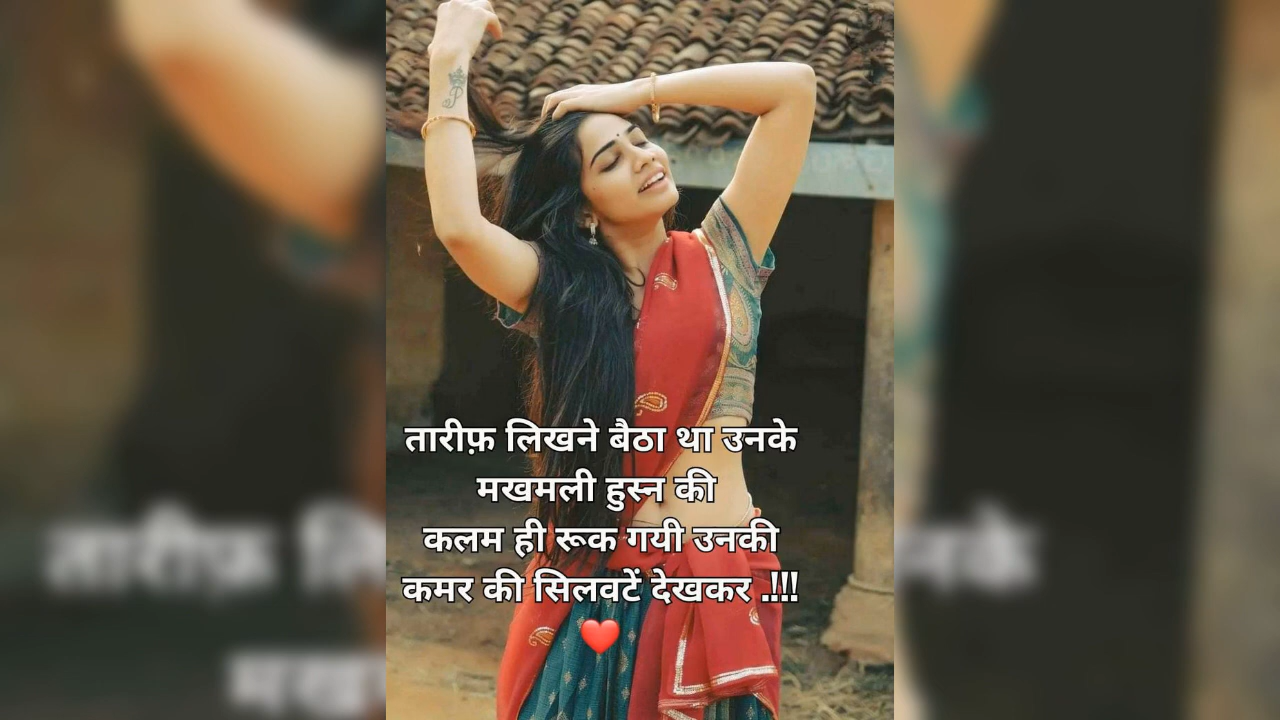 तारीफ़ लिखने बैठा था उनके
मखमली हुस्न की
कलम ही रूक गयी उनकी
कमर की सिलवटें देखकर .!!!